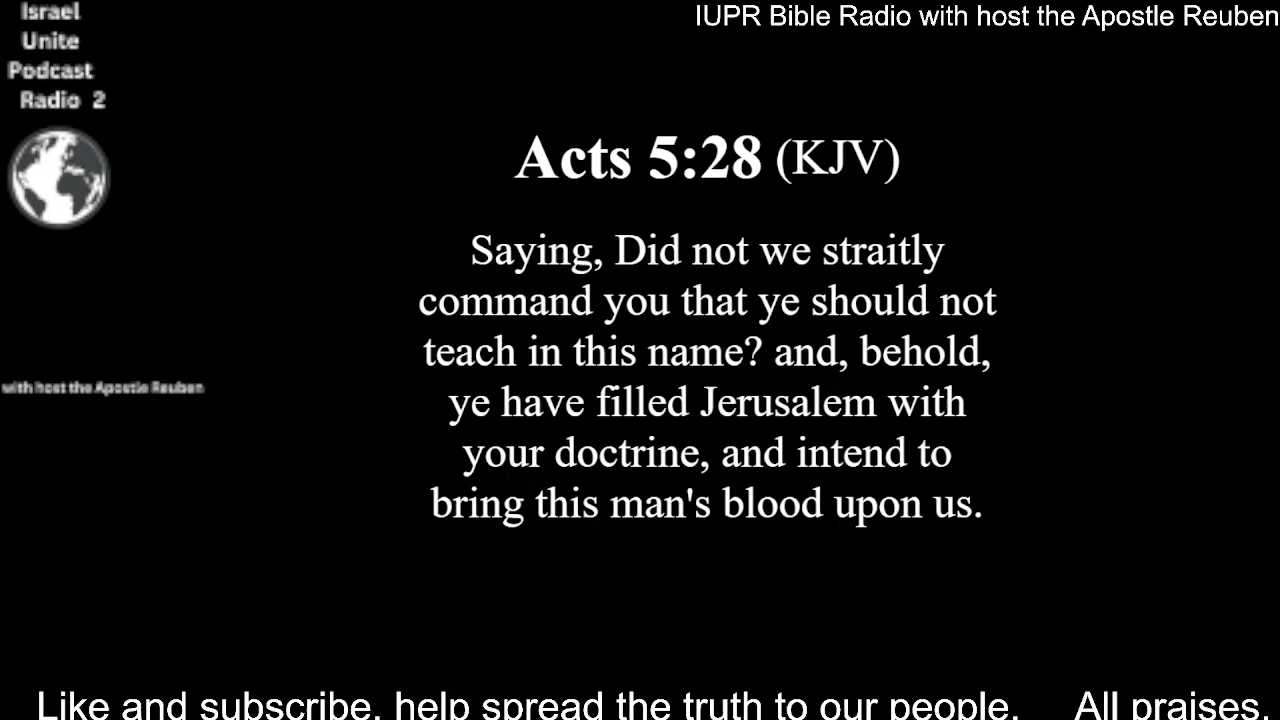 Israel
Unite
Podcast
Radio 2
with host the Apostle Reuben
IUPR Bible Radio with host the Apostle Reuben
Acts 5:28 (KJV)
Saying, Did not we straitly
command you that ye should not
teach in this name? and, behold,
ye have filled Jerusalem with
your doctrine, and intend to
bring this man's blood upon us.
Like and subscribe, help spread the truth to our people. All praises,